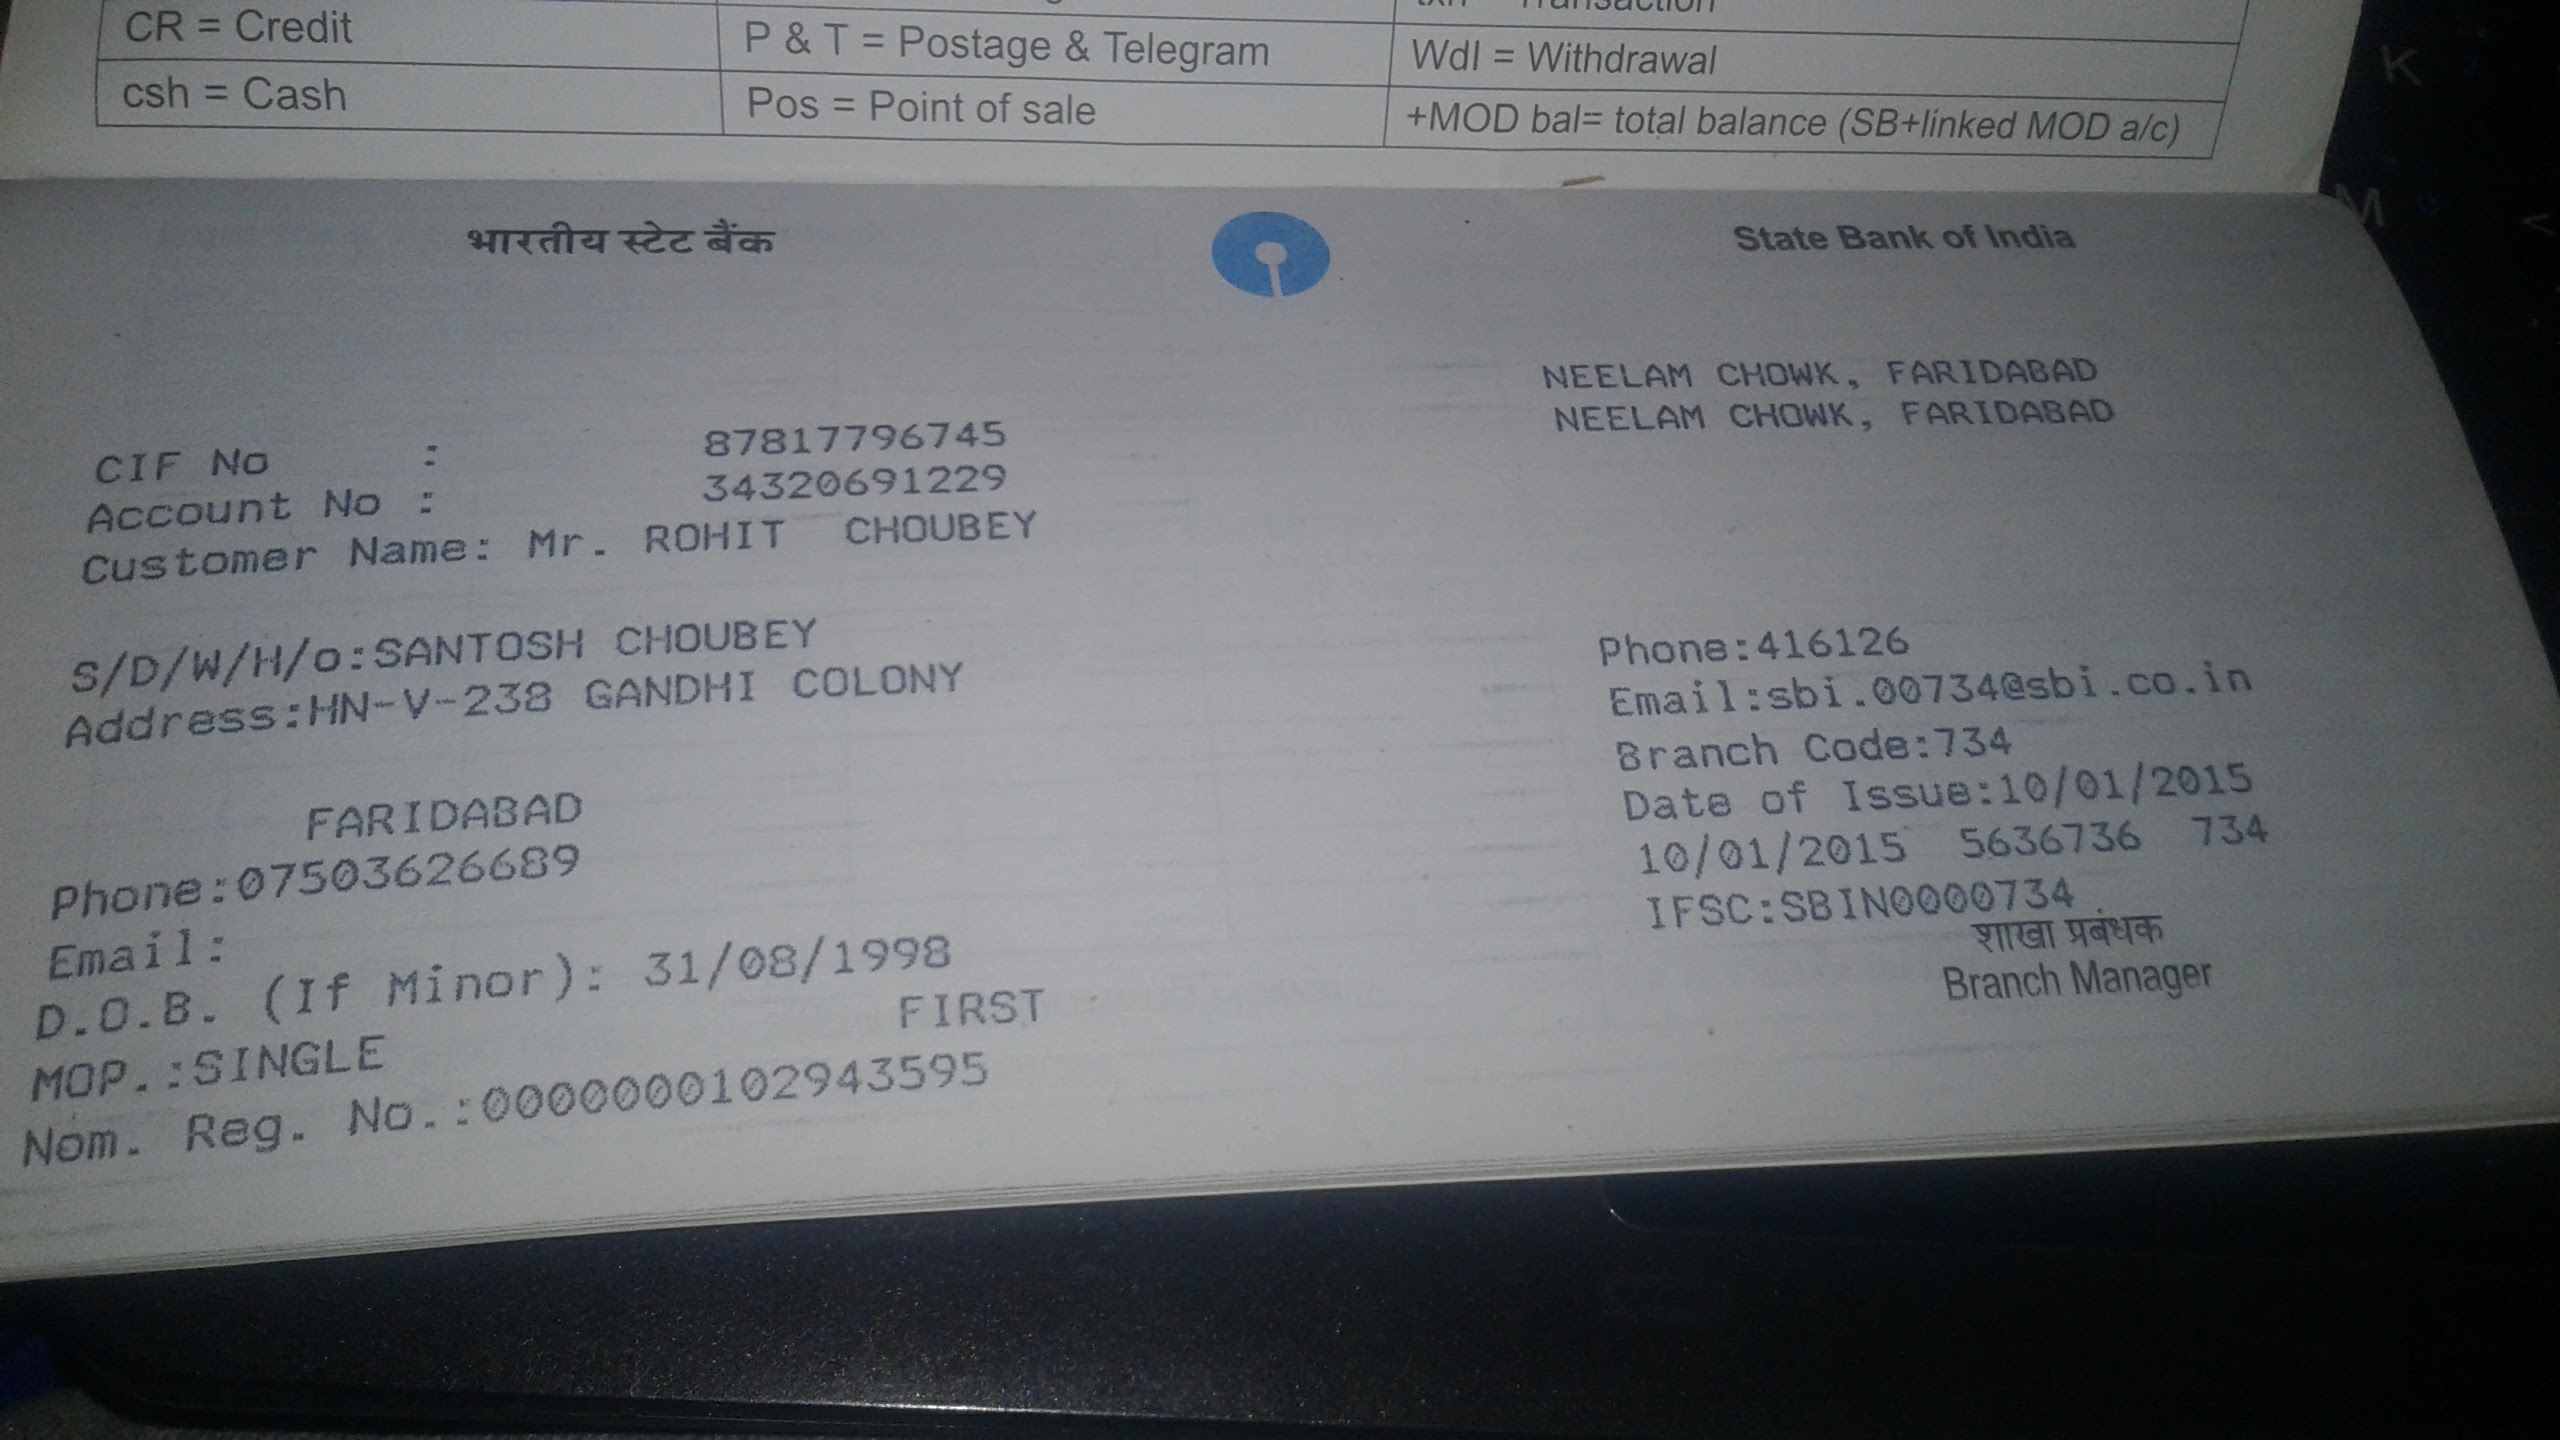 Transaction
CR = Credit
P & T = Postage & Telegram
Wdl = Withdrawal
csh = Cash
Pos = Point of sale
+MOD bal= total balance (SB+linked MOD a/c)
भारतीय स्टेट बैंक
State Bank of India
NEELAM CHOWK, FARIDABAD
NEELAM CHOWK, FARIDABAD
CIF No : 87817796745
Account No : 34320691229
Customer Name: Mr. ROHIT CHOUBEY
S/D/W/H/o:SANTOSH CHOUBEY
Address:HN-V-238 GANDHI COLONY
FARIDABAD
Phone:07503626689
Email:
D.O.B. (If Minor): 31/08/1998
FIRST
MOP.:SINGLE
Nom. Reg. No.:0000000102943595
Phone:416126
Email:sbi.00734@sbi.co.in
Branch Code:734
Date of Issue:10/01/2015
10/01/2015 5636736 734
IFSC:SBIN0000734
शाखा प्रबंधक
Branch Manager
K
M
<